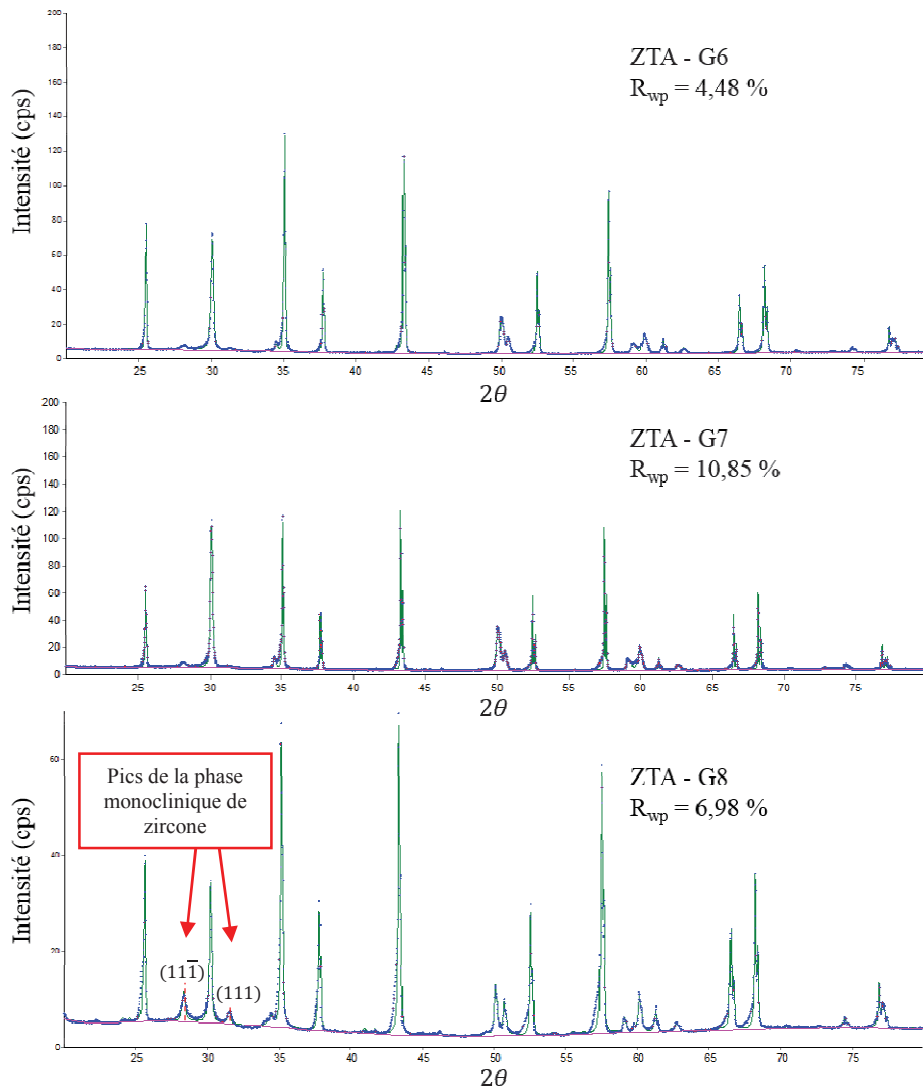 200
180
160
140
120
100
80
60
40
20
0
Intensité (cps)
ZTA - G6
Rwp = 4,48 %
25 30 35 40 45 50 55 60 65 70 75
2θ
200
180
160
140
120
100
80
60
40
20
0
Intensité (cps)
ZTA - G7
Rwp = 10,85 %
25 30 35 40 45 50 55 60 65 70 75
2θ
60
40
20
0
Intensité (cps)
Pics de la phase
monoclinique de
zircone
ZTA - G8
Rwp = 6,98 %
(111̅)
(111)
25 30 35 40 45 50 55 60 65 70 75
2θ